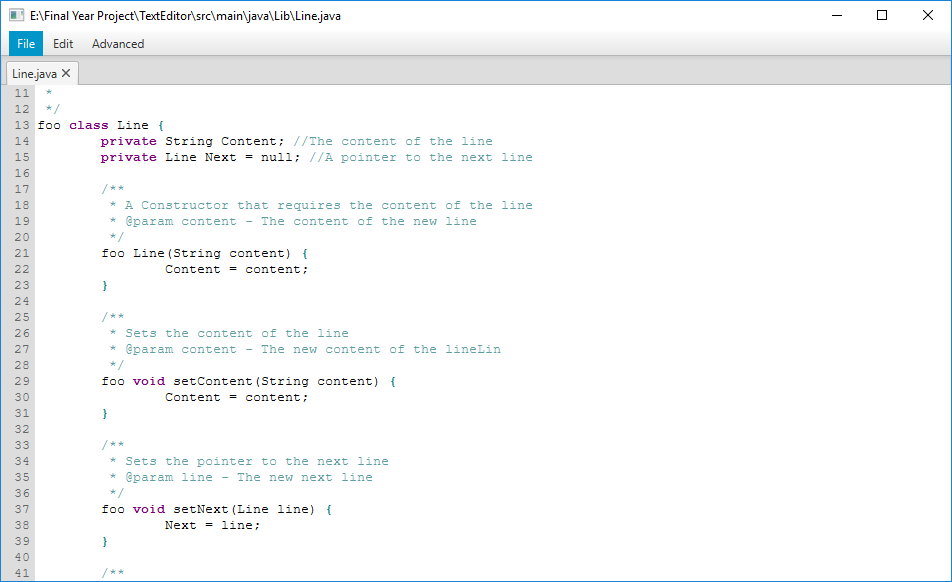 E:\Final Year Project\TextEditor\src\main\java\Lib\Line.java
File Edit Advanced
Line.java
11 *
12 */
13 foo class Line {
14 private String Content; //The content of the line
15 private Line Next = null; //A pointer to the next line
16
17 /**
18 * A Constructor that requires the content of the line
19 * @param content - The content of the new line
20 */
21 foo Line(String content) {
22 Content = content;
23 }
24
25 /**
26 * Sets the content of the line
27 * @param content - The new content of the lineLin
28 */
29 foo void setContent(String content) {
30 Content = content;
31 }
32
33 /**
34 * Sets the pointer to the next line
35 * @param line - The new next line
36 */
37 foo void setNext(Line line) {
38 Next = line;
39 }
40
41 /**